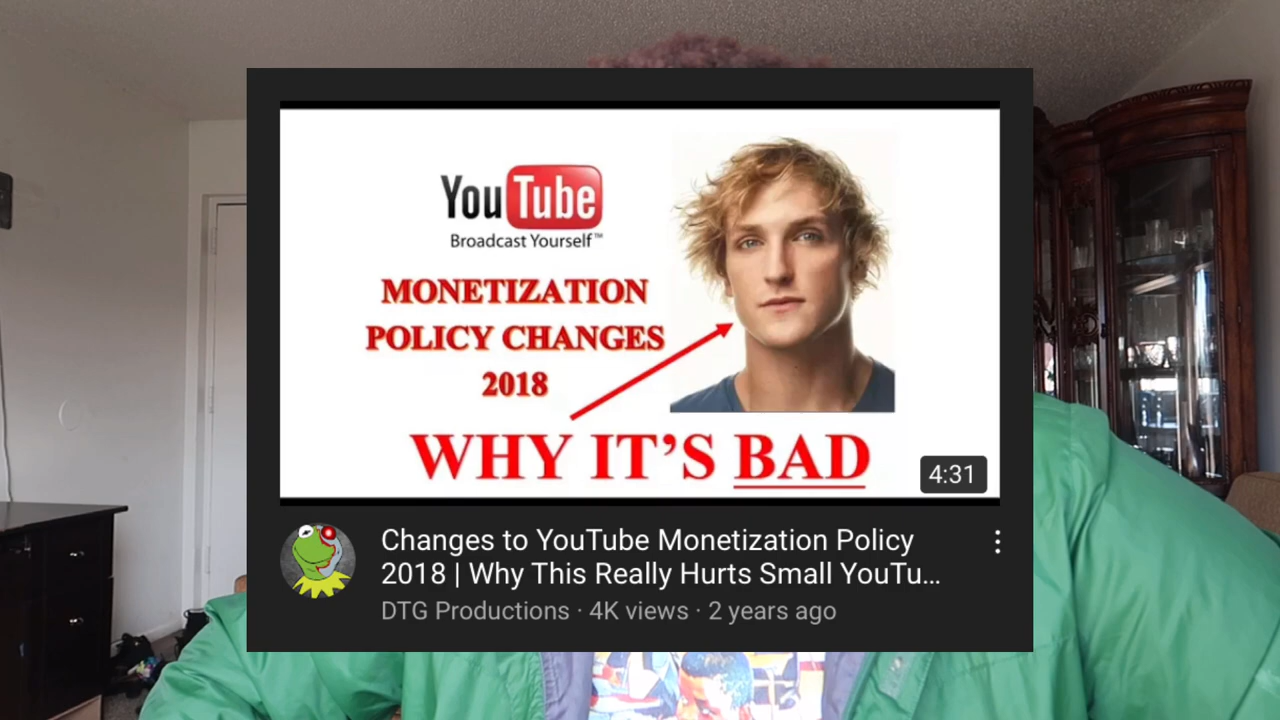 YouTube
Broadcast Yourself™
MONETIZATION
POLICY CHANGES
2018
WHY IT'S BAD
4:31
Changes to YouTube Monetization Policy
2018 | Why This Really Hurts Small YouTu...
DTG Productions · 4K views · 2 years ago